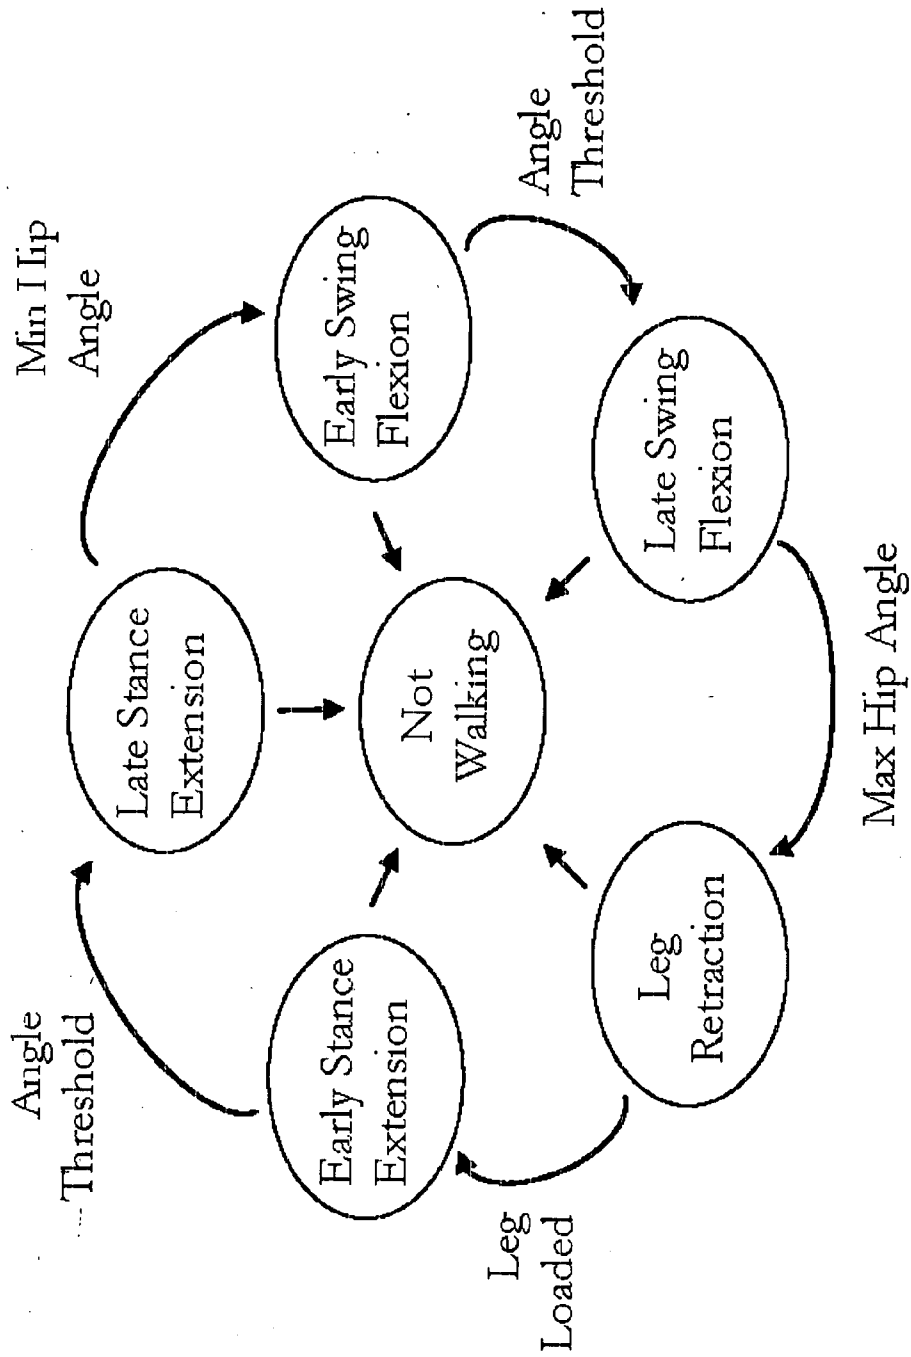 Angle
Threshold
Min Hip
Angle
Late Stance
Extension
Early Stance
Extension
Early Swing
Flexion
Not
Walking
Leg
Loaded
Angle
Threshold
Leg
Retraction
Late Swing
Flexion
Max Hip Angle